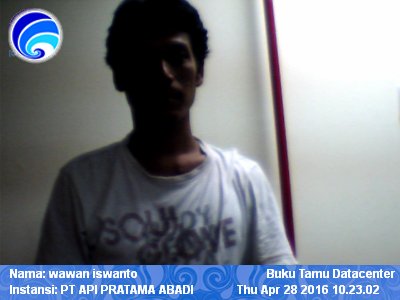 Nama: wawan iswanto
Buku Tamu Datacenter
Instansi: PT API PRATAMA ABADI
Thu Apr 28 2016 10.23.02